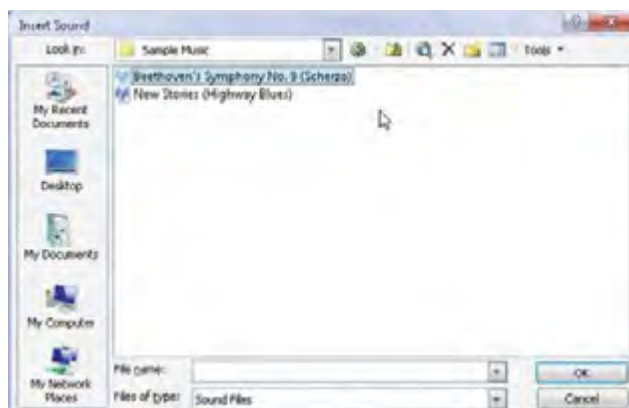 Insert Sound
Look in: Sample Music Tools
Beethoven's Symphony No. 9 (Scherzo)
New Stories (Highway Blues)
My Recent
Documents
Desktop
My Documents
My Computer
My Network
Places
File name:
OK
Files of type: Sound Files
Cancel